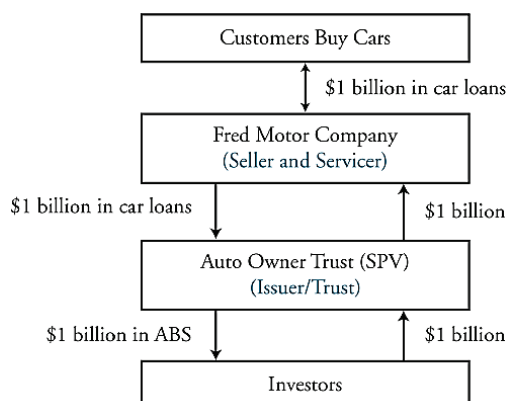 Customers Buy Cars
$1 billion in car loans
Fred Motor Company
(Seller and Servicer)
$1 billion in car loans
$1 billion
Auto Owner Trust (SPV)
(Issuer/Trust)
$1 billion in ABS
$1 billion
Investors